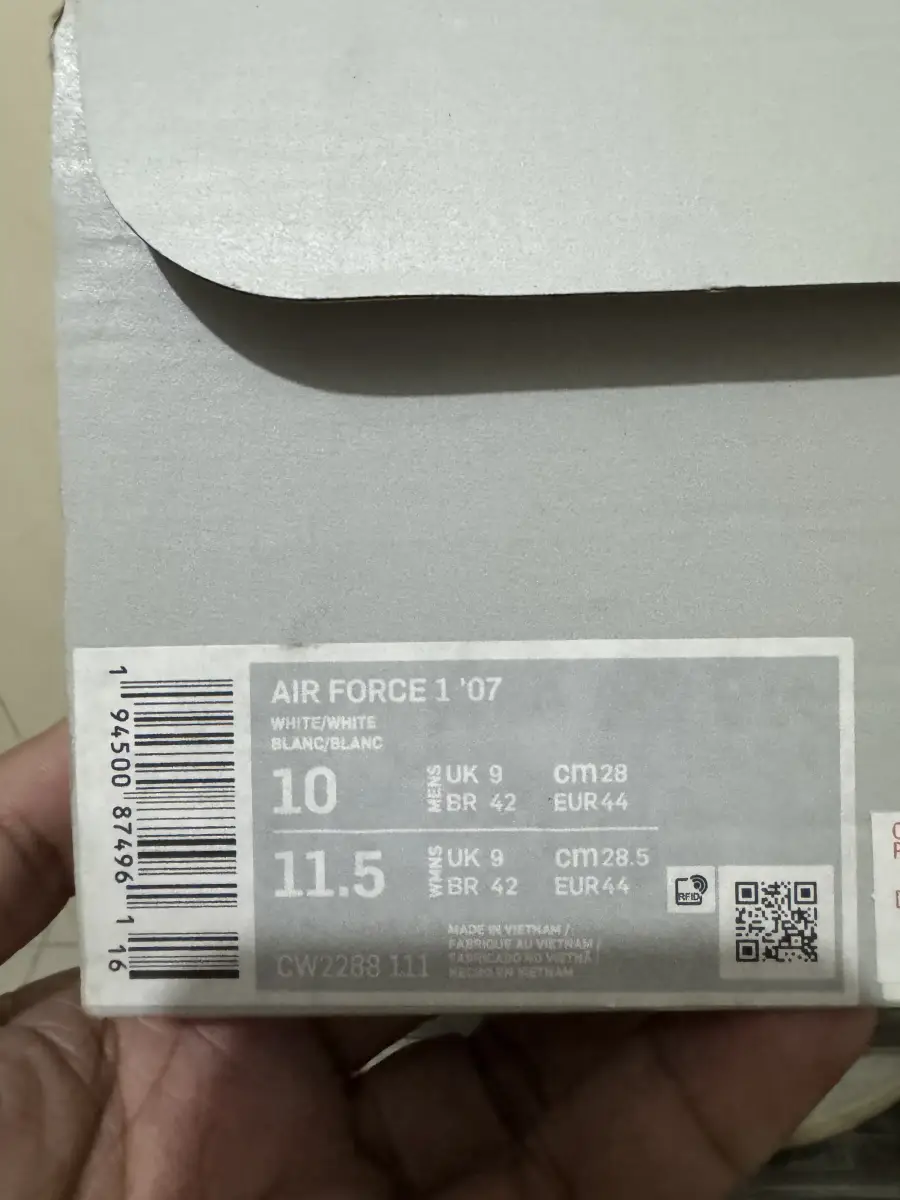 AIR FORCE 1 '07
WHITE/WHITE
BLANC/BLANC
10
MENS
UK 9
cm 28
BR 42
EUR 44
11.5
WMNS
UK 9
cm 28.5
BR 42
EUR 44
RFID
MADE IN VIETNAM /
FABRIQUE AU VIETNAM /
FABRICADO NO VIETNÃ /
HECHO EN VIETNAM
CW2288 111
1 94500 87496 1 16